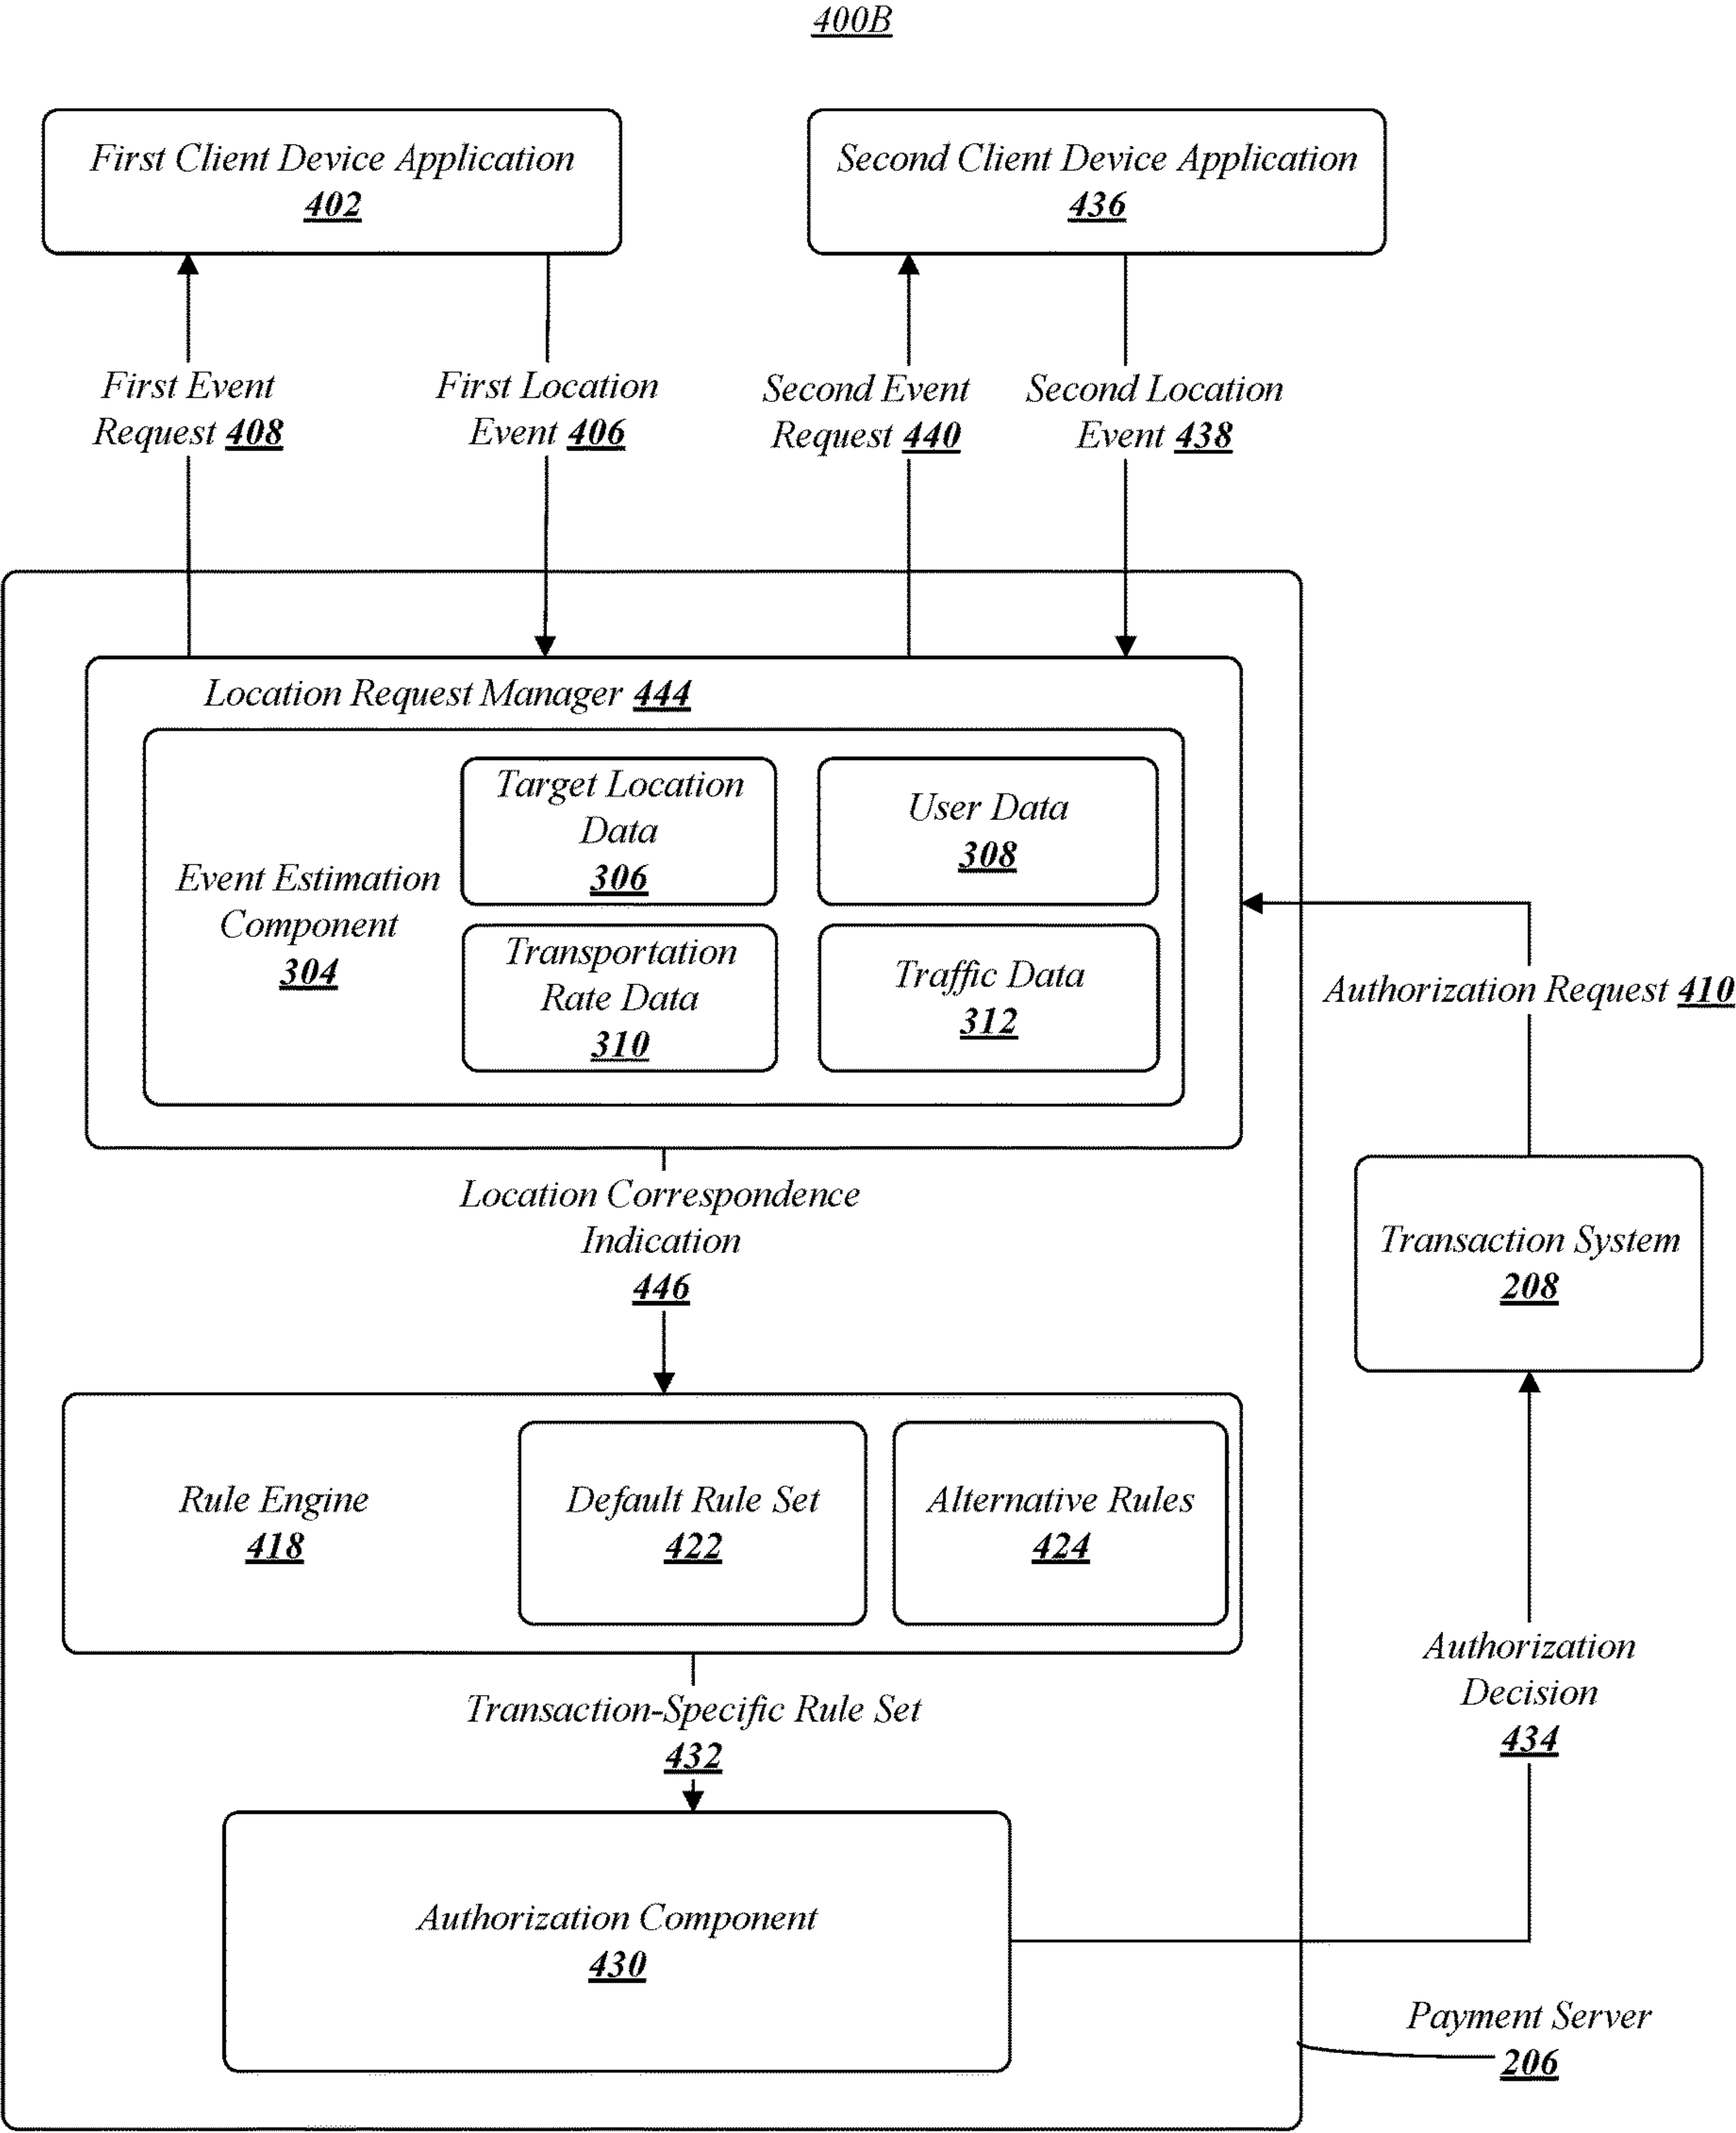 400B
First Client Device Application
402
Second Client Device Application
436
First Event
Request 408
First Location
Event 406
Second Event
Request 440
Second Location
Event 438
Location Request Manager 444
Event Estimation
Component
304
Target Location
Data
306
User Data
308
Transportation
Rate Data
310
Traffic Data
312
Authorization Request 410
Location Correspondence
Indication
446
Transaction System
208
Rule Engine
418
Default Rule Set
422
Alternative Rules
424
Transaction-Specific Rule Set
432
Authorization
Decision
434
Authorization Component
430
Payment Server
206